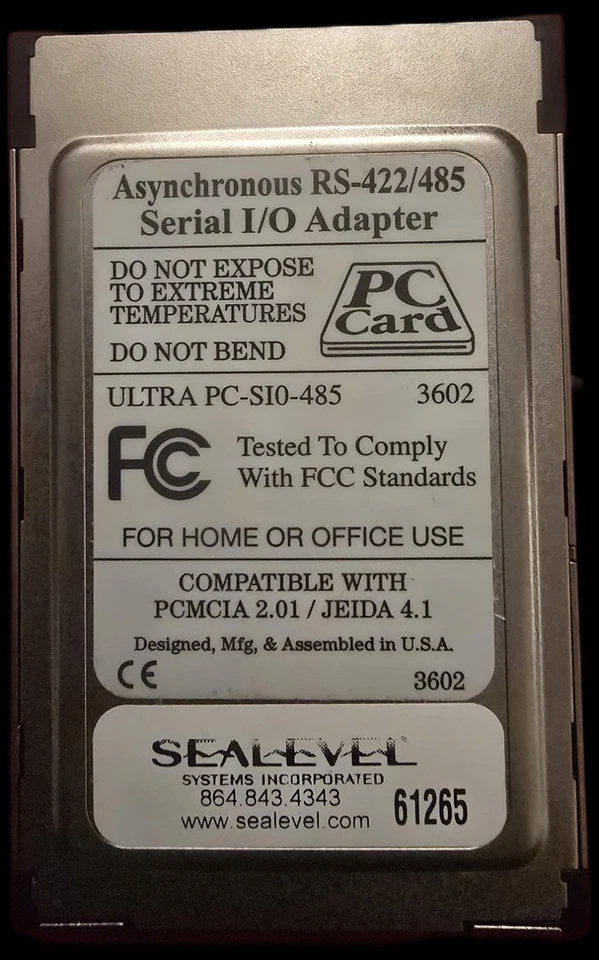 Asynchronous RS-422/485
Serial I/O Adapter
DO NOT EXPOSE
TO EXTREME
TEMPERATURES
DO NOT BEND
PC
Card
ULTRA PC-SI0-485 3602
FC
Tested To Comply
With FCC Standards
FOR HOME OR OFFICE USE
COMPATIBLE WITH
PCMCIA 2.01 / JEIDA 4.1
Designed, Mfg, & Assembled in U.S.A.
CE 3602
SEALEVEL
SYSTEMS INCORPORATED
864.843.4343
www.sealevel.com
61265